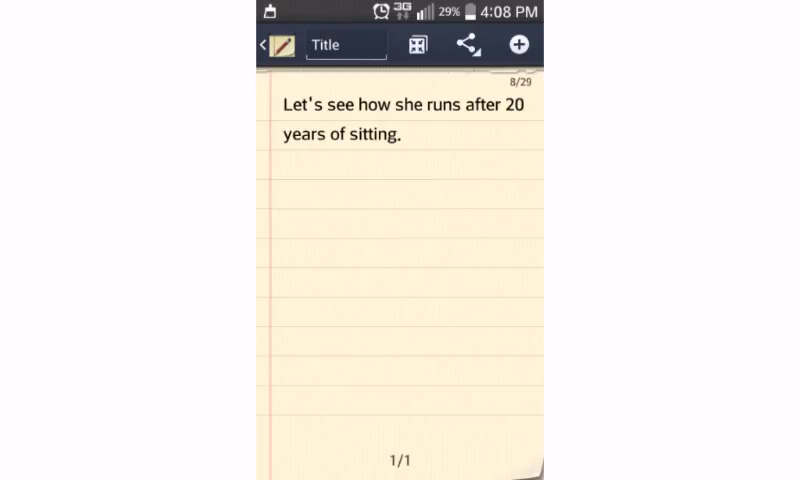 3G 29% 4:08 PM
Title
8/29
Let's see how she runs after 20
years of sitting.
1/1